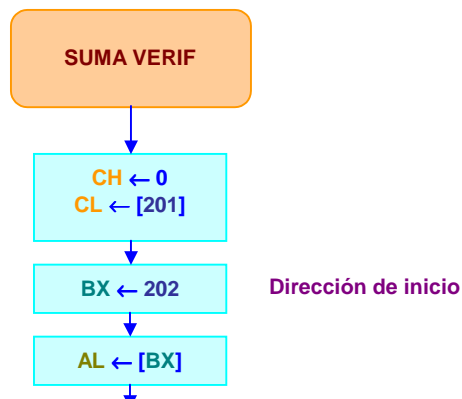 SUMA VERIF
CH ← 0
CL ← [201]
BX ← 202
Dirección de inicio
AL ← [BX]